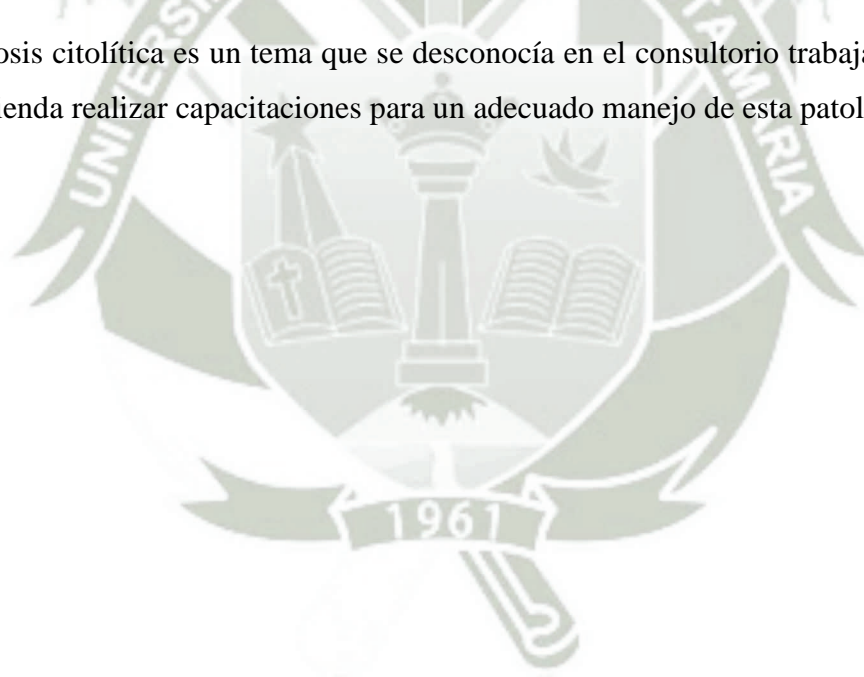 osis citolítica es un tema que se desconocía en el consultorio trabaja
ienda realizar capacitaciones para un adecuado manejo de esta patol
1961